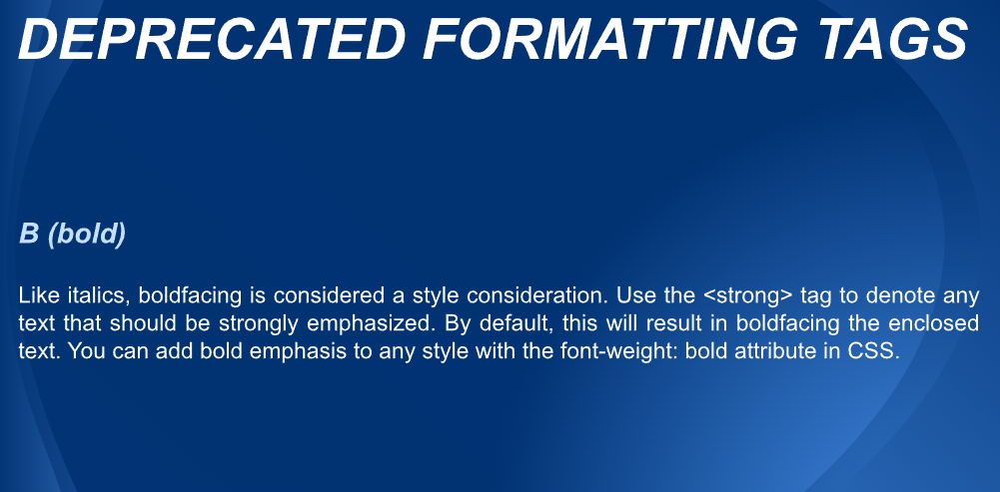 DEPRECATED FORMATTING TAGS
B (bold)
Like italics, boldfacing is considered a style consideration. Use the <strong> tag to denote any
text that should be strongly emphasized. By default, this will result in boldfacing the enclosed
text. You can add bold emphasis to any style with the font-weight: bold attribute in CSS.